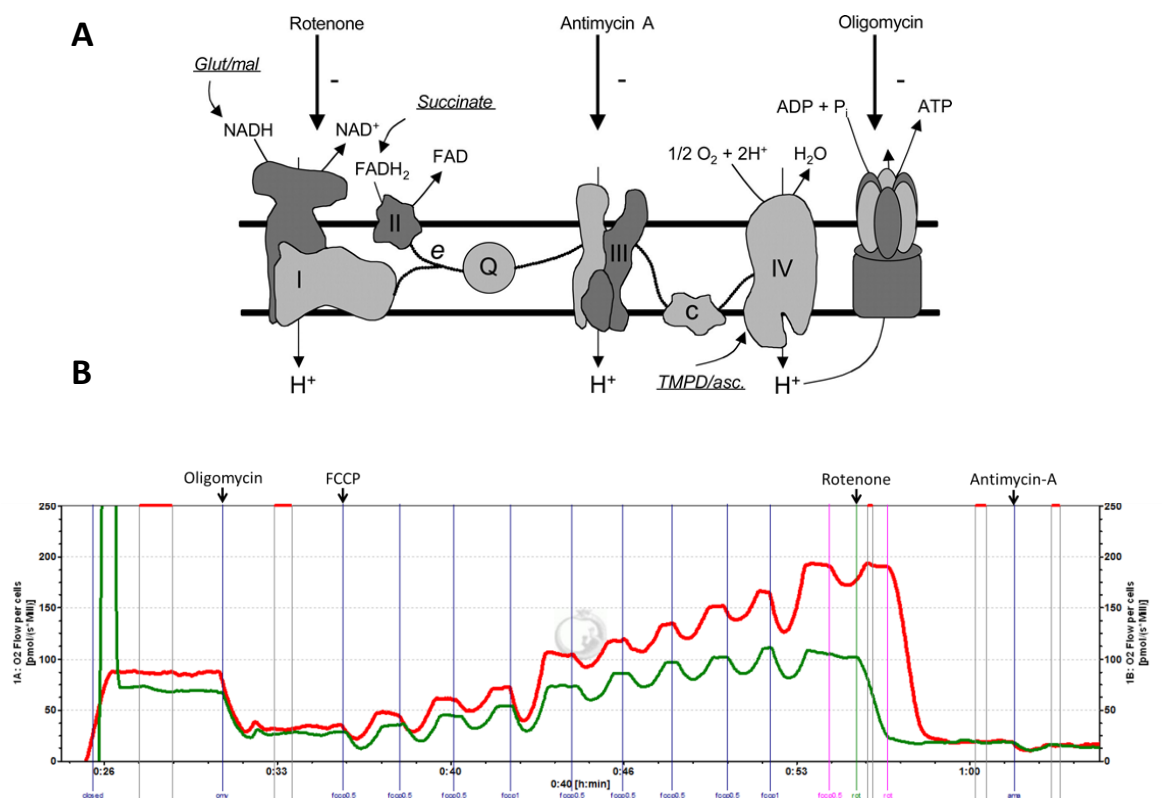 A
Rotenone
Antimycin A
Oligomycin
-
-
-
Glut/mal
Succinate
ADP + Pi
ATP
NADH
NAD+
FADH2
FAD
1/2 O2 + 2H+
H2O
I
II
e
Q
III
c
IV
H+
H+
TMPD/asc.
H+
B
Oligomycin
FCCP
Rotenone
Antimycin-A
250
200
150
100
50
0
1A: O2 Flow per cells
[pmol/(s*Mill)]
250
200
150
100
50
0
1B: O2 Flow per cells
[pmol/(s*Mill)]
0:26
0:33
0:40
0:46
0:53
1:00
0:40 [h:min]
closed
omy
fccp0.5
fccp0.5
fccp0.5
fccp1
fccp0.5
fccp0.5
fccp0.5
fccp0.5
fccp1
fccp0.5
rot
rot
ama